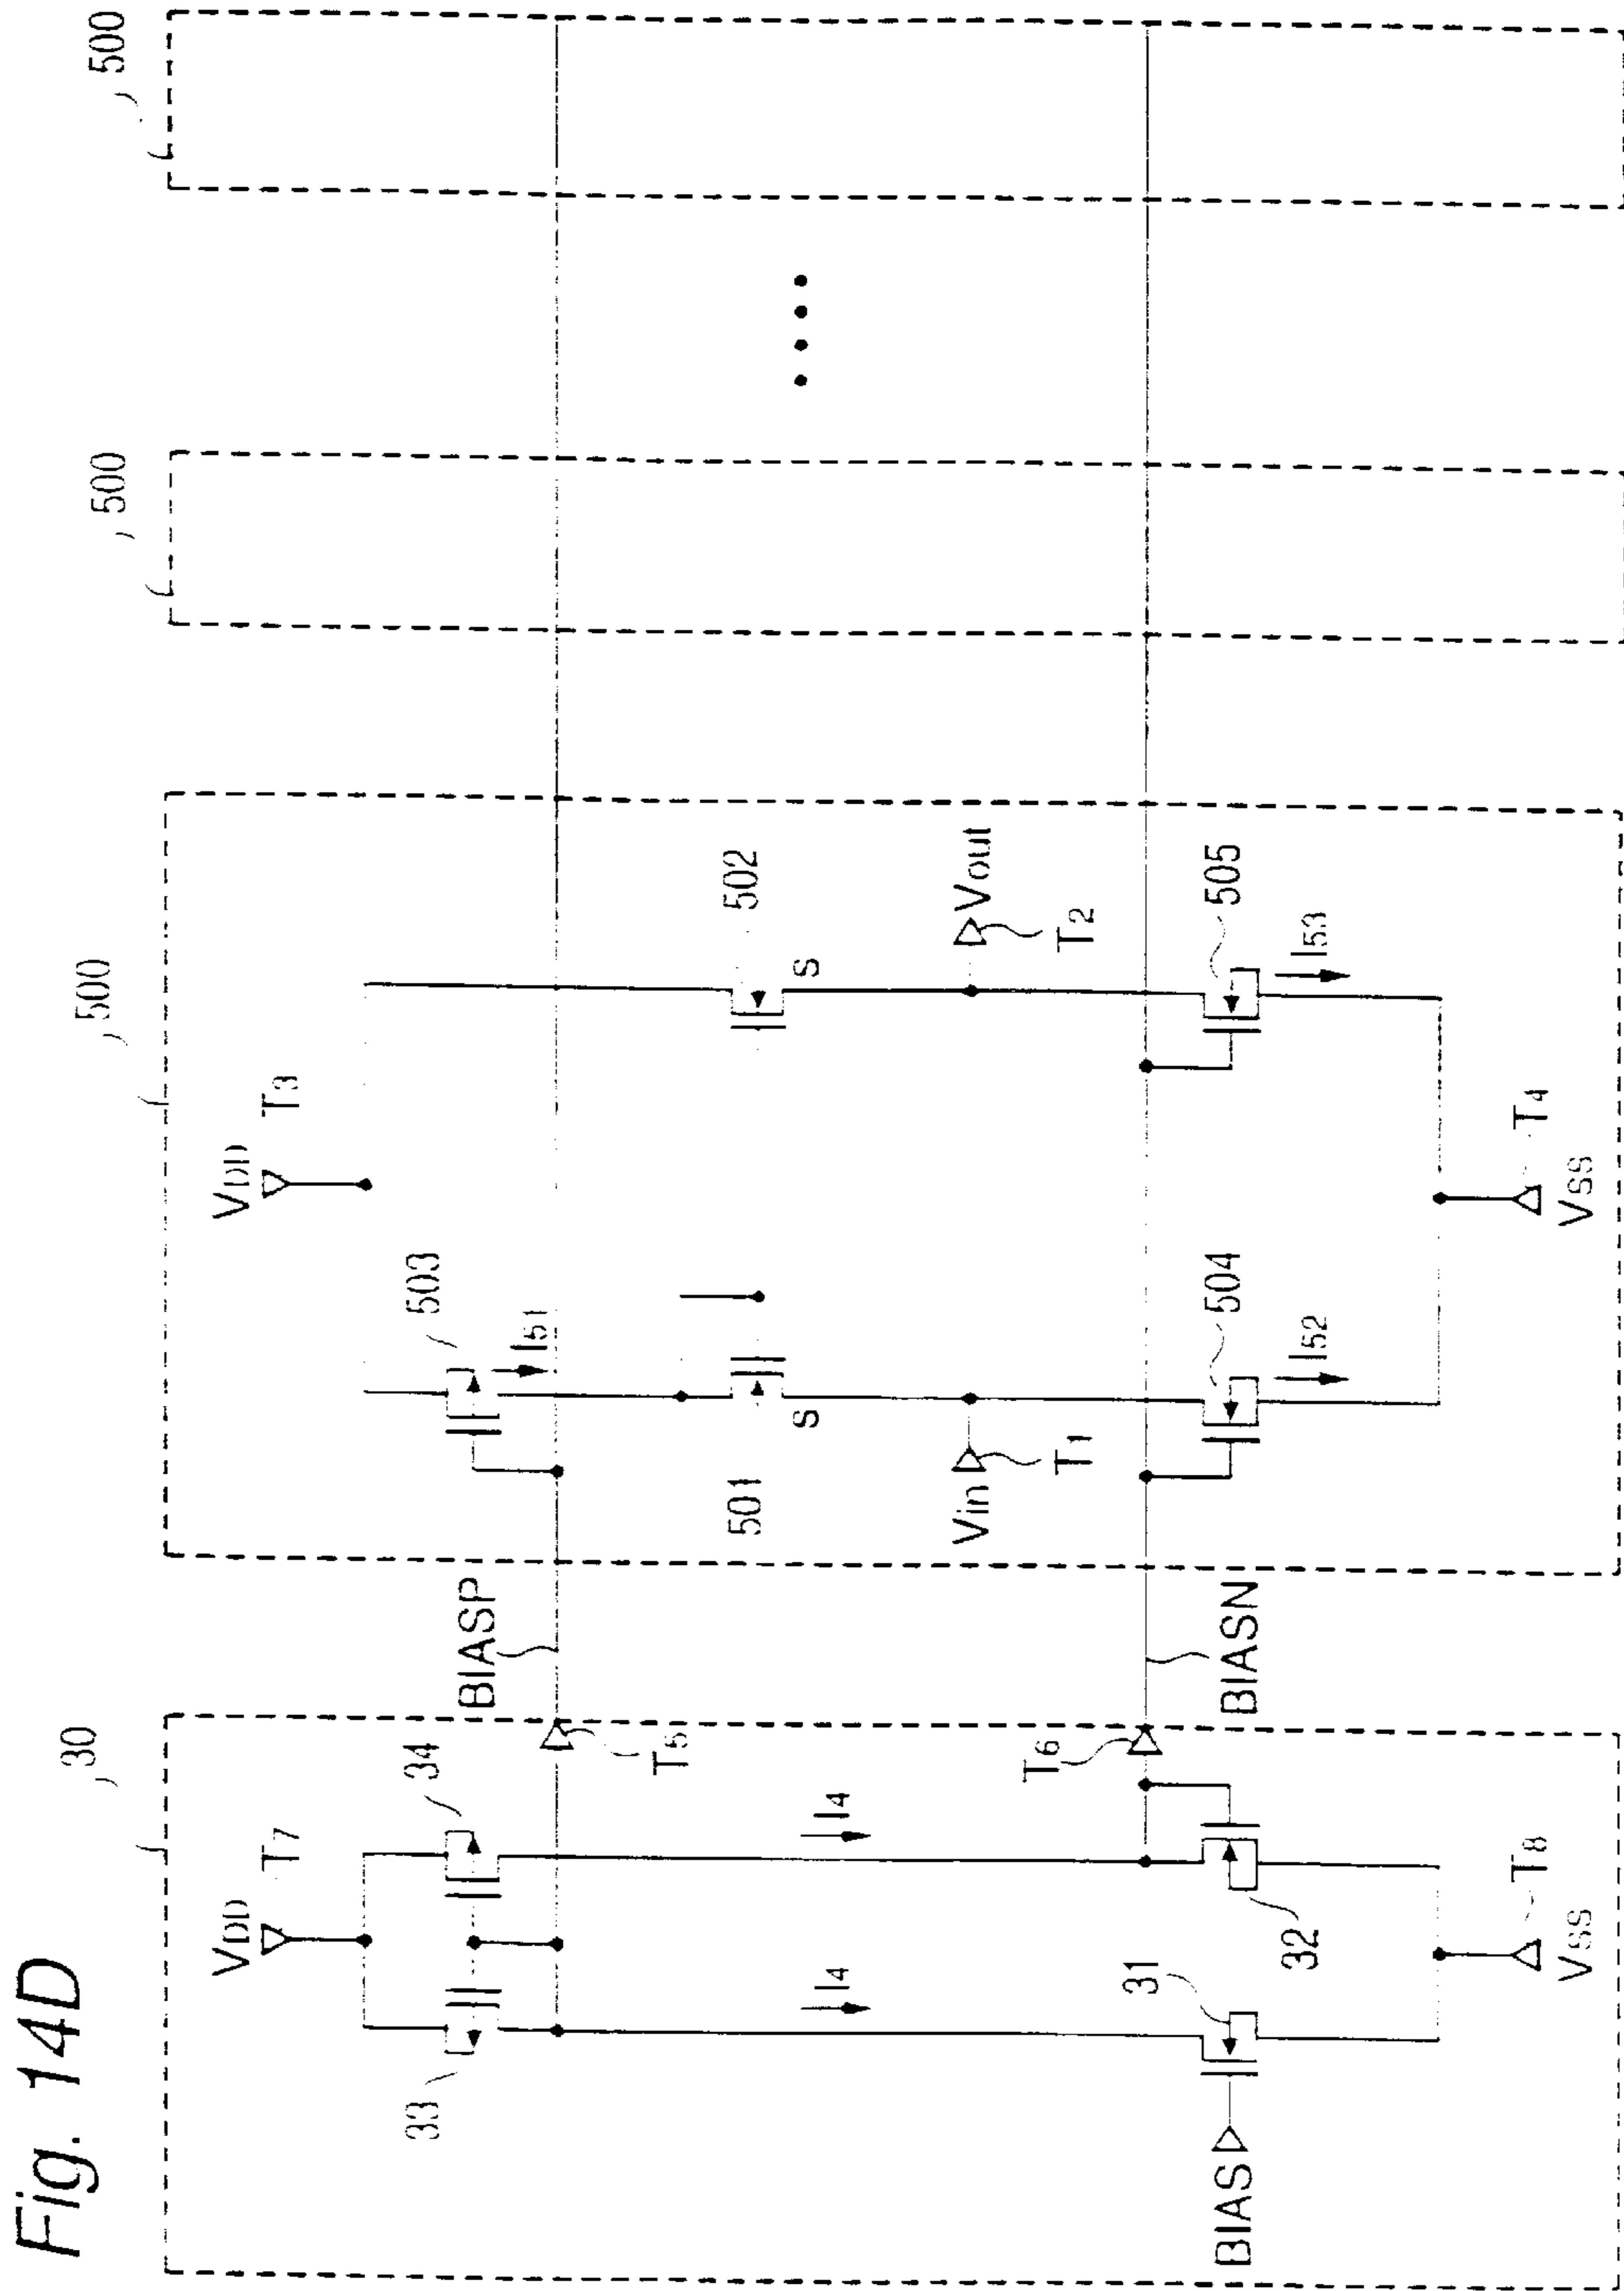 Fig. 14D
30
500
500
500
VDD
T7
VDD
T3
33
34
503
I51
BIASP
T5
501
S
502
S
I4
I4
Vin
T1
Vout
T2
T6
BIASN
BIAS
31
32
504
I52
505
I53
VSS
T8
VSS
T4